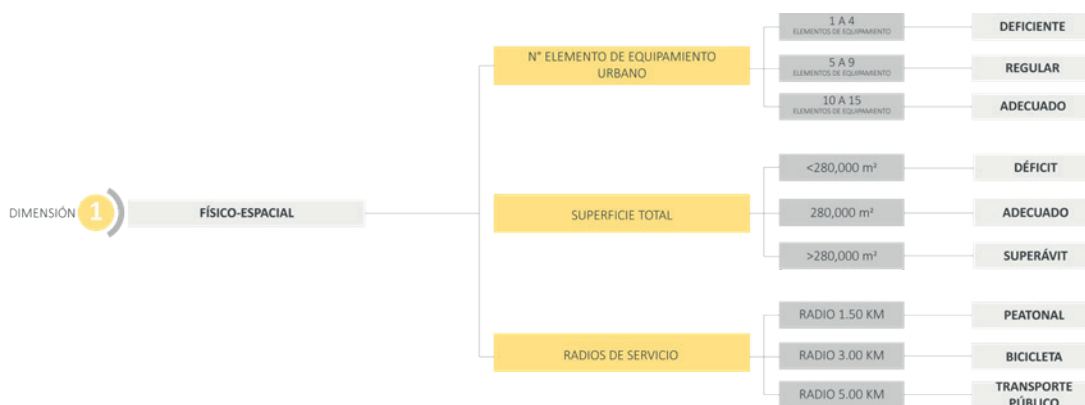 DIMENSIÓN 1
FÍSICO-ESPACIAL
N° ELEMENTO DE EQUIPAMIENTO
URBANO
1 A 4
ELEMENTOS DE EQUIPAMIENTO
DEFICIENTE
5 A 9
ELEMENTOS DE EQUIPAMIENTO
REGULAR
10 A 15
ELEMENTOS DE EQUIPAMIENTO
ADECUADO
SUPERFICIE TOTAL
<280,000 m²
DÉFICIT
280,000 m²
ADECUADO
>280,000 m²
SUPERÁVIT
RADIOS DE SERVICIO
RADIO 1.50 KM
PEATONAL
RADIO 3.00 KM
BICICLETA
RADIO 5.00 KM
TRANSPORTE
PÚBLICO